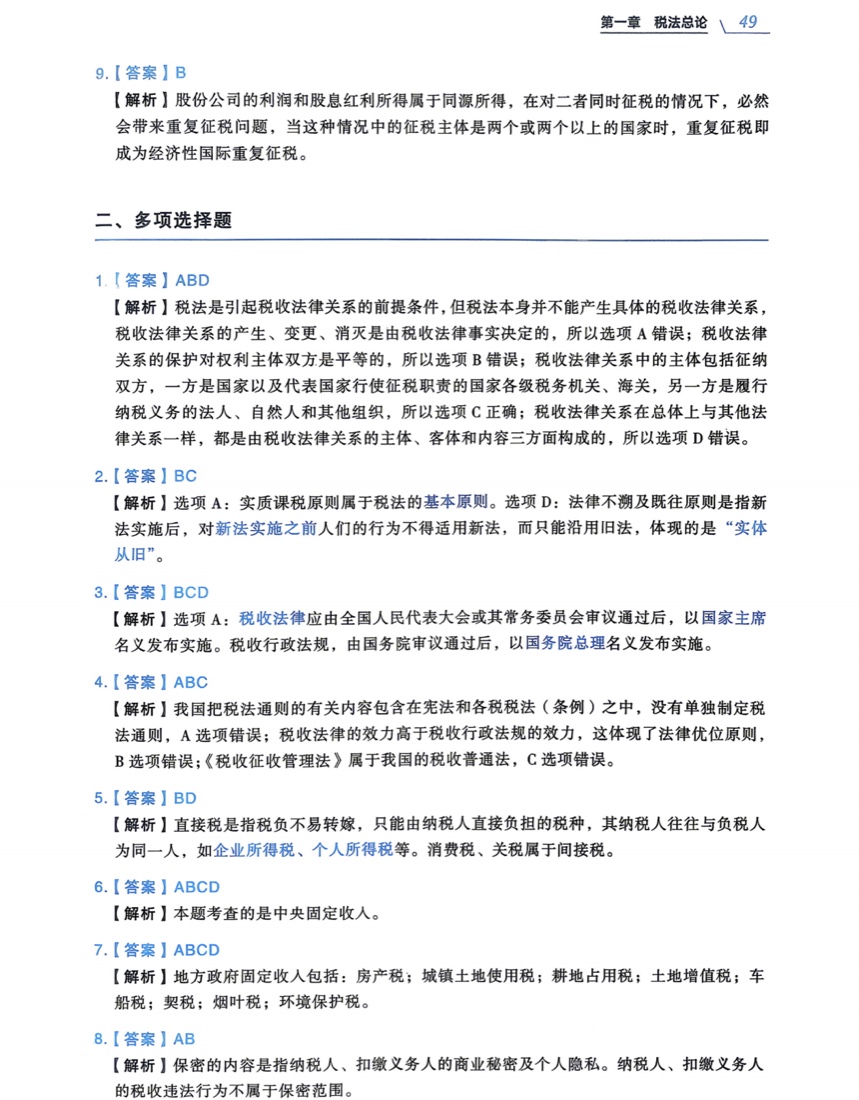 第一章 税法总论 49
9.【答案】B
【解析】股份公司的利润和股息红利所得属于同源所得，在对二者同时征税的情况下，必然
会带来重复征税问题，当这种情况中的征税主体是两个或两个以上的国家时，重复征税即
成为经济性国际重复征税。
二、多项选择题
1.【答案】ABD
【解析】税法是引起税收法律关系的前提条件，但税法本身并不能产生具体的税收法律关系，
税收法律关系的产生、变更、消灭是由税收法律事实决定的，所以选项 A 错误；税收法律
关系的保护对权利主体双方是平等的，所以选项 B 错误；税收法律关系中的主体包括征纳
双方，一方是国家以及代表国家行使征税职责的国家各级税务机关、海关，另一方是履行
纳税义务的法人、自然人和其他组织，所以选项 C 正确；税收法律关系在总体上与其他法
律关系一样，都是由税收法律关系的主体、客体和内容三方面构成的，所以选项 D 错误。
2.【答案】BC
【解析】选项 A：实质课税原则属于税法的基本原则。选项 D：法律不溯及既往原则是指新
法实施后，对新法实施之前人们的行为不得适用新法，而只能沿用旧法，体现的是“实体
从旧”。
3.【答案】BCD
【解析】选项 A：税收法律应由全国人民代表大会或其常务委员会审议通过后，以国家主席
名义发布实施。税收行政法规，由国务院审议通过后，以国务院总理名义发布实施。
4.【答案】ABC
【解析】我国把税法通则的有关内容包含在宪法和各税税法（条例）之中，没有单独制定税
法通则，A 选项错误；税收法律的效力高于税收行政法规的效力，这体现了法律优位原则，
B 选项错误；《税收征收管理法》属于我国的税收普通法，C 选项错误。
5.【答案】BD
【解析】直接税是指税负不易转嫁，只能由纳税人直接负担的税种，其纳税人往往与负税人
为同一人，如企业所得税、个人所得税等。消费税、关税属于间接税。
6.【答案】ABCD
【解析】本题考查的是中央固定收入。
7.【答案】ABCD
【解析】地方政府固定收入包括：房产税；城镇土地使用税；耕地占用税；土地增值税；车
船税；契税；烟叶税；环境保护税。
8.【答案】AB
【解析】保密的内容是指纳税人、扣缴义务人的商业秘密及个人隐私。纳税人、扣缴义务人
的税收违法行为不属于保密范围。